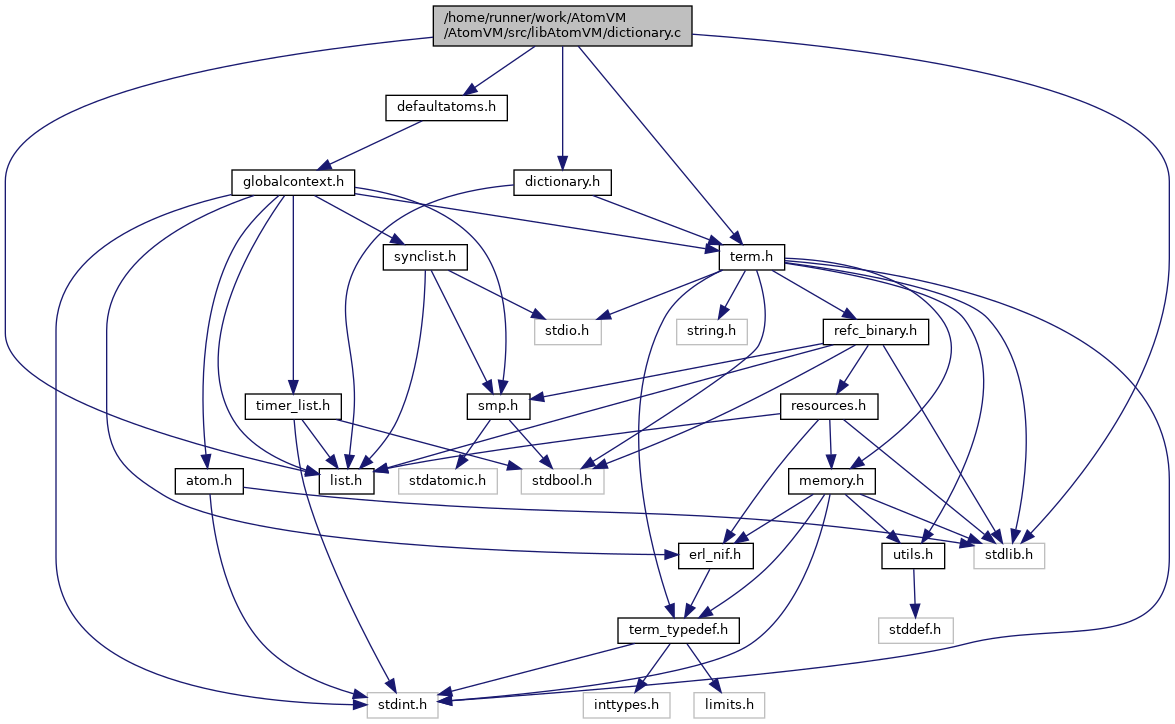 /home/runner/work/AtomVM
/AtomVM/src/libAtomVM/dictionary.c
defaultatoms.h
globalcontext.h
dictionary.h
synclist.h
term.h
stdio.h
string.h
refc_binary.h
timer_list.h
smp.h
resources.h
atom.h
list.h
stdatomic.h
stdbool.h
memory.h
erl_nif.h
utils.h
stdlib.h
term_typedef.h
stddef.h
stdint.h
inttypes.h
limits.h